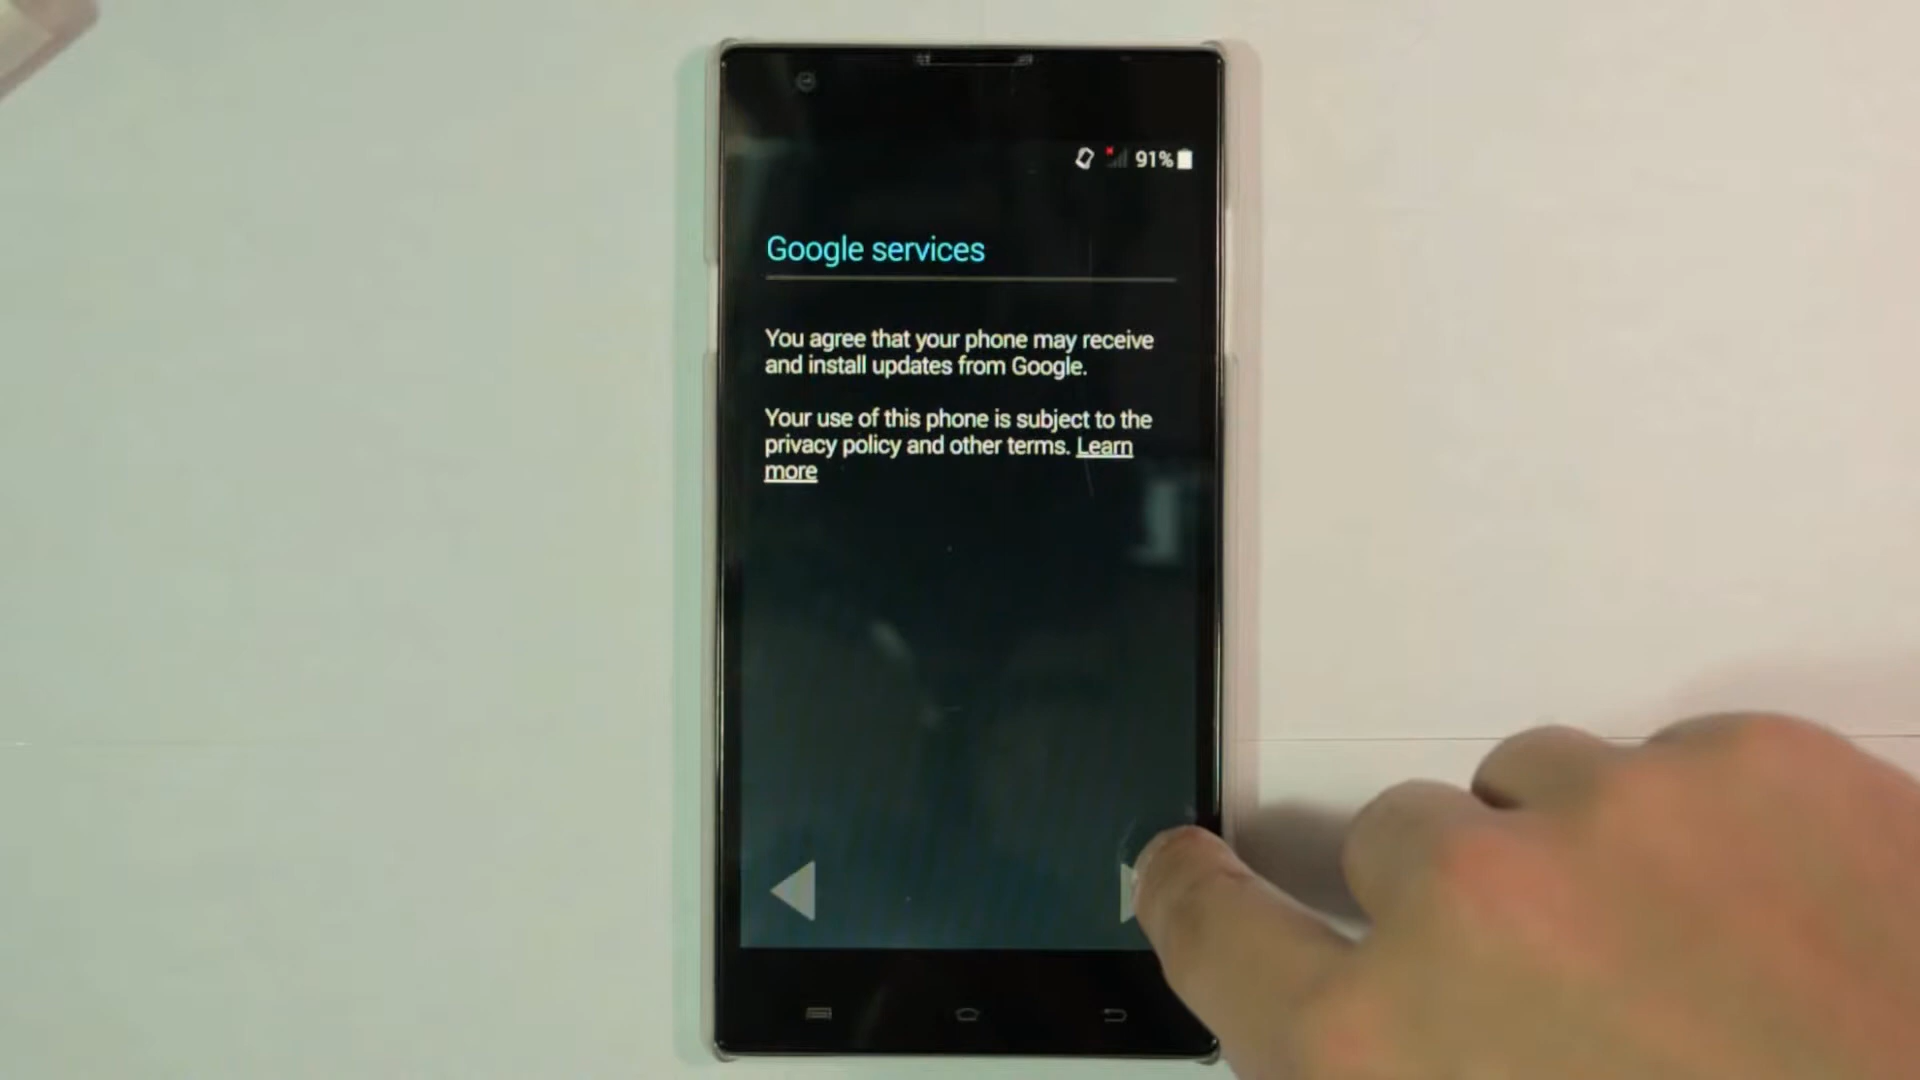 91%
Google services
You agree that your phone may receive
and install updates from Google.
Your use of this phone is subject to the
privacy policy and other terms. Learn
more